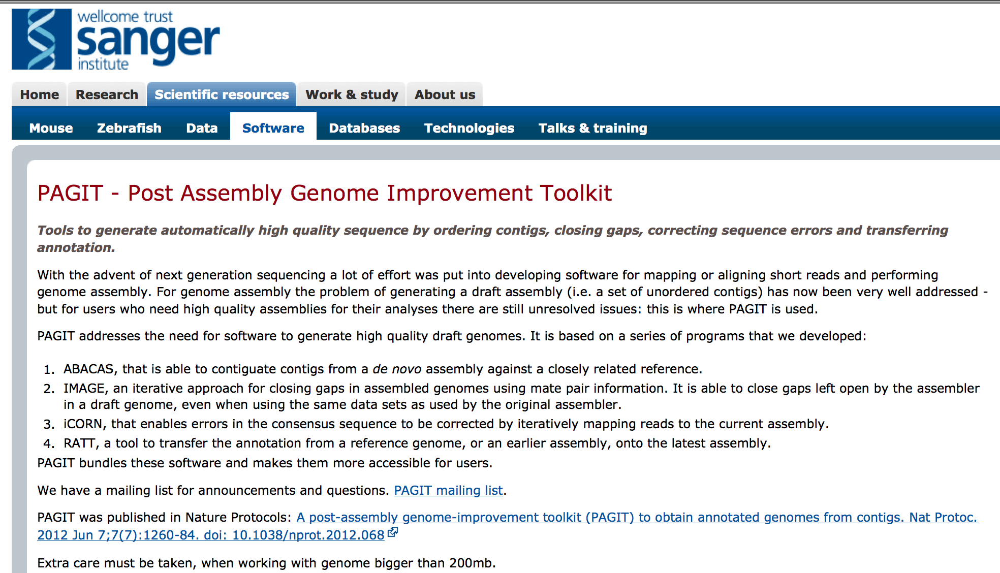 wellcome trust
sanger
institute
Home Research Scientific resources Work & study About us
Mouse Zebrafish Data Software Databases Technologies Talks & training
PAGIT - Post Assembly Genome Improvement Toolkit
Tools to generate automatically high quality sequence by ordering contigs, closing gaps, correcting sequence errors and transferring
annotation.
With the advent of next generation sequencing a lot of effort was put into developing software for mapping or aligning short reads and performing
genome assembly. For genome assembly the problem of generating a draft assembly (i.e. a set of unordered contigs) has now been very well addressed -
but for users who need high quality assemblies for their analyses there are still unresolved issues: this is where PAGIT is used.
PAGIT addresses the need for software to generate high quality draft genomes. It is based on a series of programs that we developed:
1. ABACAS, that is able to contiguate contigs from a de novo assembly against a closely related reference.
2. IMAGE, an iterative approach for closing gaps in assembled genomes using mate pair information. It is able to close gaps left open by the assembler
in a draft genome, even when using the same data sets as used by the original assembler.
3. iCORN, that enables errors in the consensus sequence to be corrected by iteratively mapping reads to the current assembly.
4. RATT, a tool to transfer the annotation from a reference genome, or an earlier assembly, onto the latest assembly.
PAGIT bundles these software and makes them more accessible for users.
We have a mailing list for announcements and questions. PAGIT mailing list.
PAGIT was published in Nature Protocols: A post-assembly genome-improvement toolkit (PAGIT) to obtain annotated genomes from contigs. Nat Protoc.
2012 Jun 7;7(7):1260-84. doi: 10.1038/nprot.2012.068
Extra care must be taken, when working with genome bigger than 200mb.